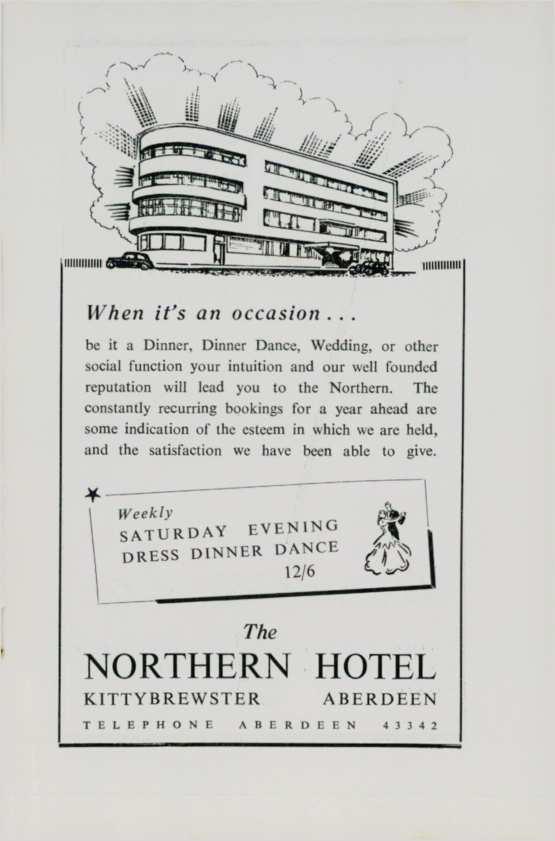 When it's an occasion . . .
be it a Dinner, Dinner Dance, Wedding, or other
social function your intuition and our well founded
reputation will lead you to the Northern. The
constantly recurring bookings for a year ahead are
some indication of the esteem in which we are held,
and the satisfaction we have been able to give.
Weekly
SATURDAY EVENING
DRESS DINNER DANCE
12/6
The
NORTHERN HOTEL
KITTYBREWSTER ABERDEEN
TELEPHONE ABERDEEN 43342